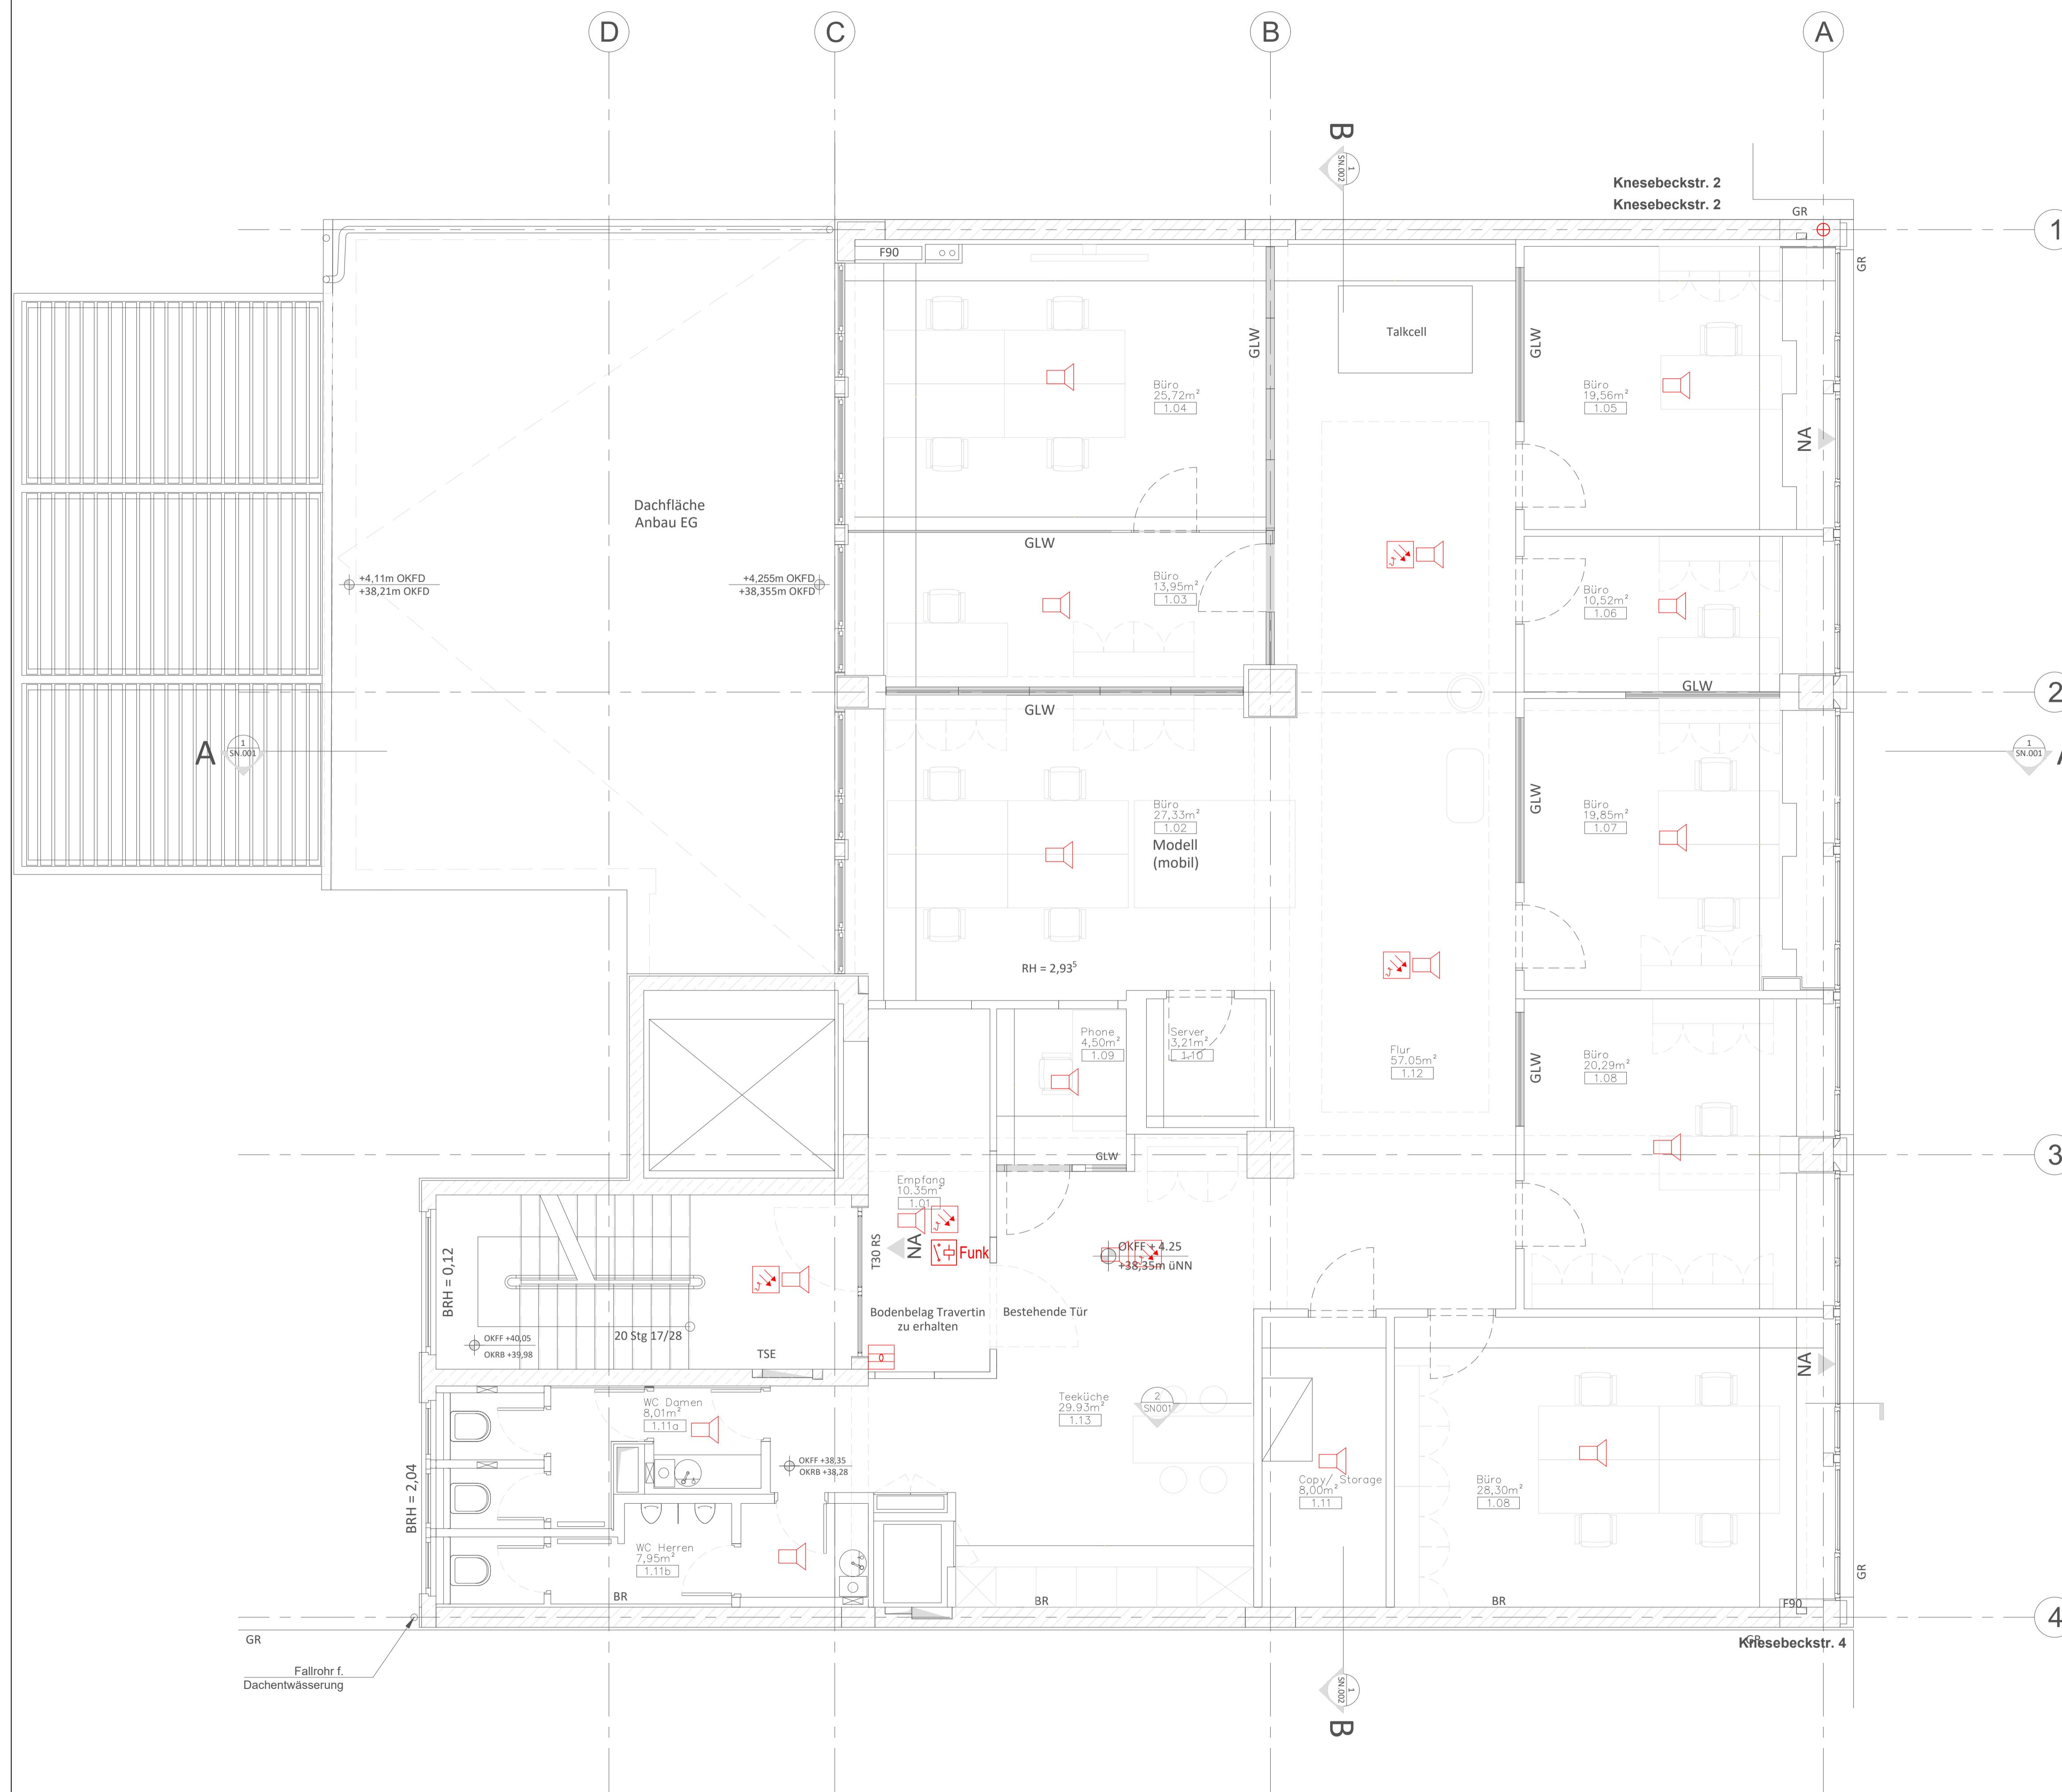 D
C
B
A
B
1
SN.002
Knesebeckstr. 2
Knesebeckstr. 2
GR
1
GR
F90
GLW
Talkcell
GLW
Büro
25,72m²
1.04
Büro
19,56m²
1.05
NA
Dachfläche
Anbau EG
GLW
+4,11m OKFD
+38,21m OKFD
+4,255m OKFD
+38,355m OKFD
Büro
13,95m²
1.03
Büro
10,52m²
1.06
GLW
2
GLW
A
1
SN.001
1
SN.001
A
Büro
27,33m²
1.02
Modell
(mobil)
GLW
Büro
19,85m²
1.07
RH = 2,93⁵
Phone
4,50m²
1.09
Server
3,21m²
1.10
Flur
57.05m²
1.12
GLW
Büro
20,29m²
1.08
GLW
3
Empfang
10.35m²
1.01
T30 RS
NA
Funk
OKFF + 4.25
+38,35m üNN
BRH = 0,12
Bodenbelag Travertin
zu erhalten
Bestehende Tür
OKFF +40,05
OKRB +39,98
20 Stg 17/28
TSE
NA
WC Damen
8,01m²
1.11a
Teeküche
29.93m²
1.13
2
SN001
OKFF +38,35
OKRB +38,28
BRH = 2,04
Copy/ Storage
8,00m²
1.11
Büro
28,30m²
1.08
WC Herren
7,95m²
1.11b
BR
BR
BR
F90
GR
4
GR
GR
Knesebeckstr. 4
Fallrohr f.
Dachentwässerung
1
SN.002
B